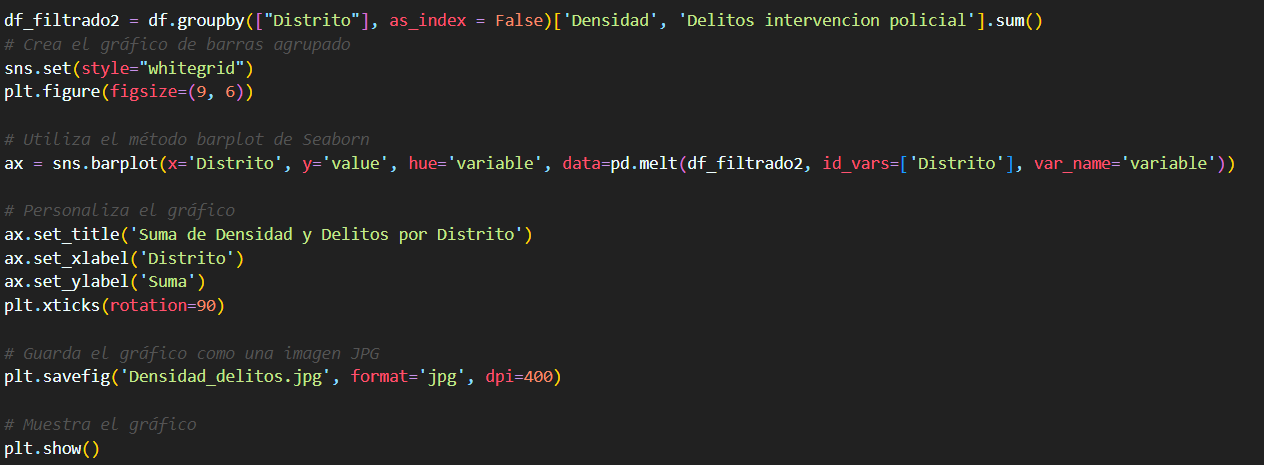 df_filtrado2 = df.groupby(["Distrito"], as_index = False)['Densidad', 'Delitos intervencion policial'].sum()
# Crea el gráfico de barras agrupado
sns.set(style="whitegrid")
plt.figure(figsize=(9, 6))
# Utiliza el método barplot de Seaborn
ax = sns.barplot(x='Distrito', y='value', hue='variable', data=pd.melt(df_filtrado2, id_vars=['Distrito'], var_name='variable'))
# Personaliza el gráfico
ax.set_title('Suma de Densidad y Delitos por Distrito')
ax.set_xlabel('Distrito')
ax.set_ylabel('Suma')
plt.xticks(rotation=90)
# Guarda el gráfico como una imagen JPG
plt.savefig('Densidad_delitos.jpg', format='jpg', dpi=400)
# Muestra el gráfico
plt.show()